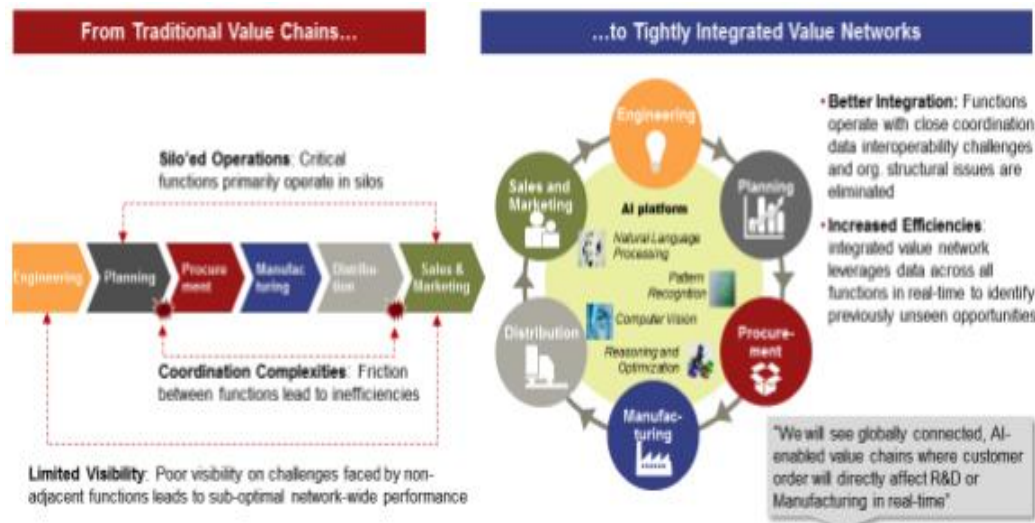 From Traditional Value Chains...
...to Tightly Integrated Value Networks
Silo'ed Operations: Critical
functions primarily operate in silos
Engineering
Planning
Procure
ment
Manufac
turing
Distribu
tion
Sales &
Marketing
Coordination Complexities: Friction
between functions lead to inefficiencies
Limited Visibility: Poor visibility on challenges faced by non-
adjacent functions leads to sub-optimal network-wide performance
Engineering
Planning
Procure-
ment
Manufac-
turing
Distribution
Sales and
Marketing
AI platform
Natural Language
Processing
Pattern
Recognition
Computer Vision
Reasoning and
Optimization
• Better Integration: Functions
operate with close coordination
data interoperability challenges
and org. structural issues are
eliminated
• Increased Efficiencies:
integrated value network
leverages data across all
functions in real-time to identify
previously unseen opportunities
"We will see globally connected, AI-
enabled value chains where customer
order will directly affect R&D or
Manufacturing in real-time"